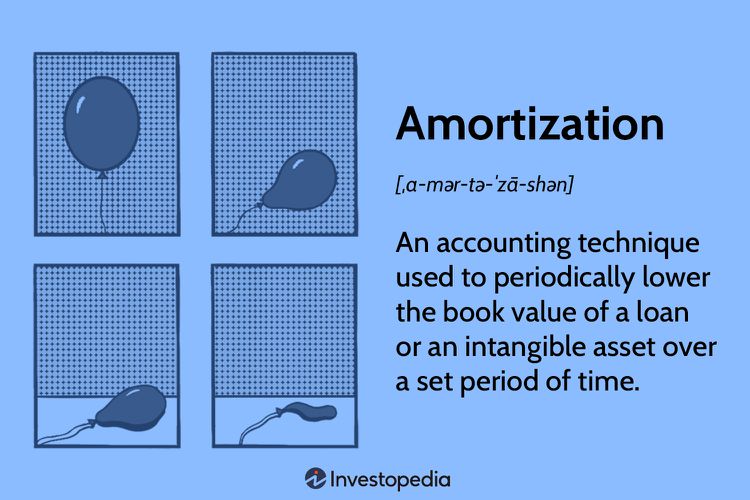 Amortization
[ˌɑ-mər-tə-ˈzā-shən]
An accounting technique
used to periodically lower
the book value of a loan
or an intangible asset over
a set period of time.
Investopedia